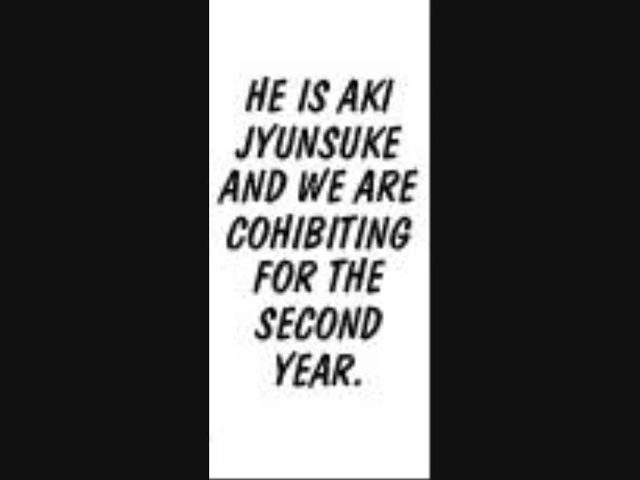 HE IS AKI
JYUNSUKE
AND WE ARE
COHIBITING
FOR THE
SECOND
YEAR.